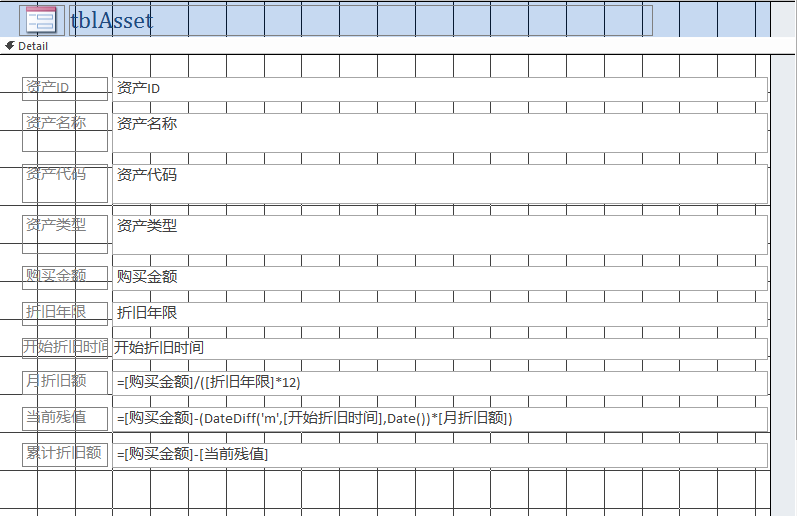 tblAsset
Detail
资产ID 资产ID
资产名称 资产名称
资产代码 资产代码
资产类型 资产类型
购买金额 购买金额
折旧年限 折旧年限
开始折旧时间 开始折旧时间
月折旧额 =[购买金额]/([折旧年限]*12)
当前残值 =[购买金额]-(DateDiff('m',[开始折旧时间],Date())*[月折旧额])
累计折旧额 =[购买金额]-[当前残值]